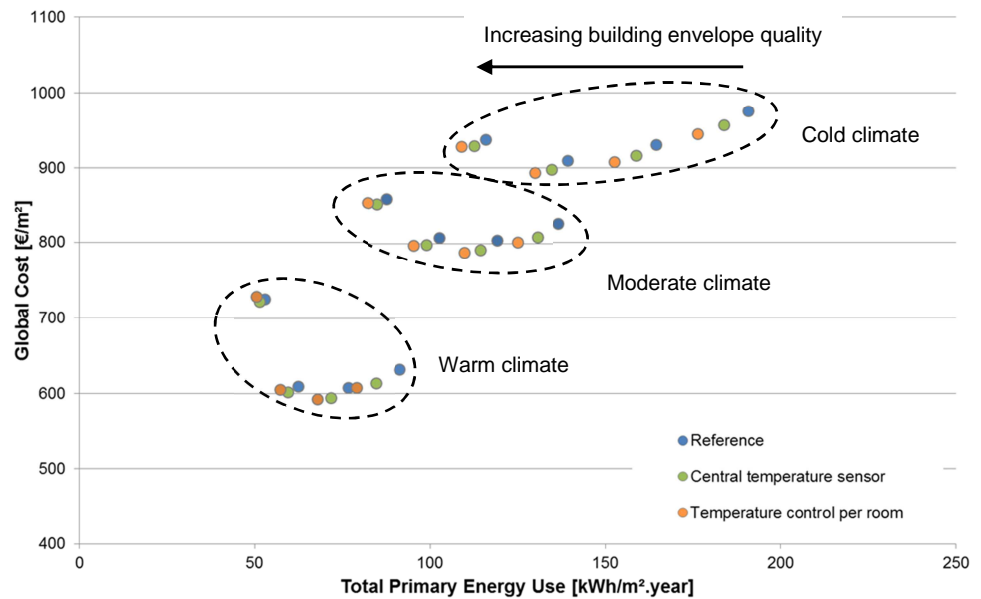 1100
Increasing building envelope quality
1000
Cold climate
900
800
Moderate climate
700
Warm climate
600
Reference
500
Central temperature sensor
Temperature control per room
400
0 50 100 150 200 250
Total Primary Energy Use [kWh/m².year]
Global Cost [€/m²]